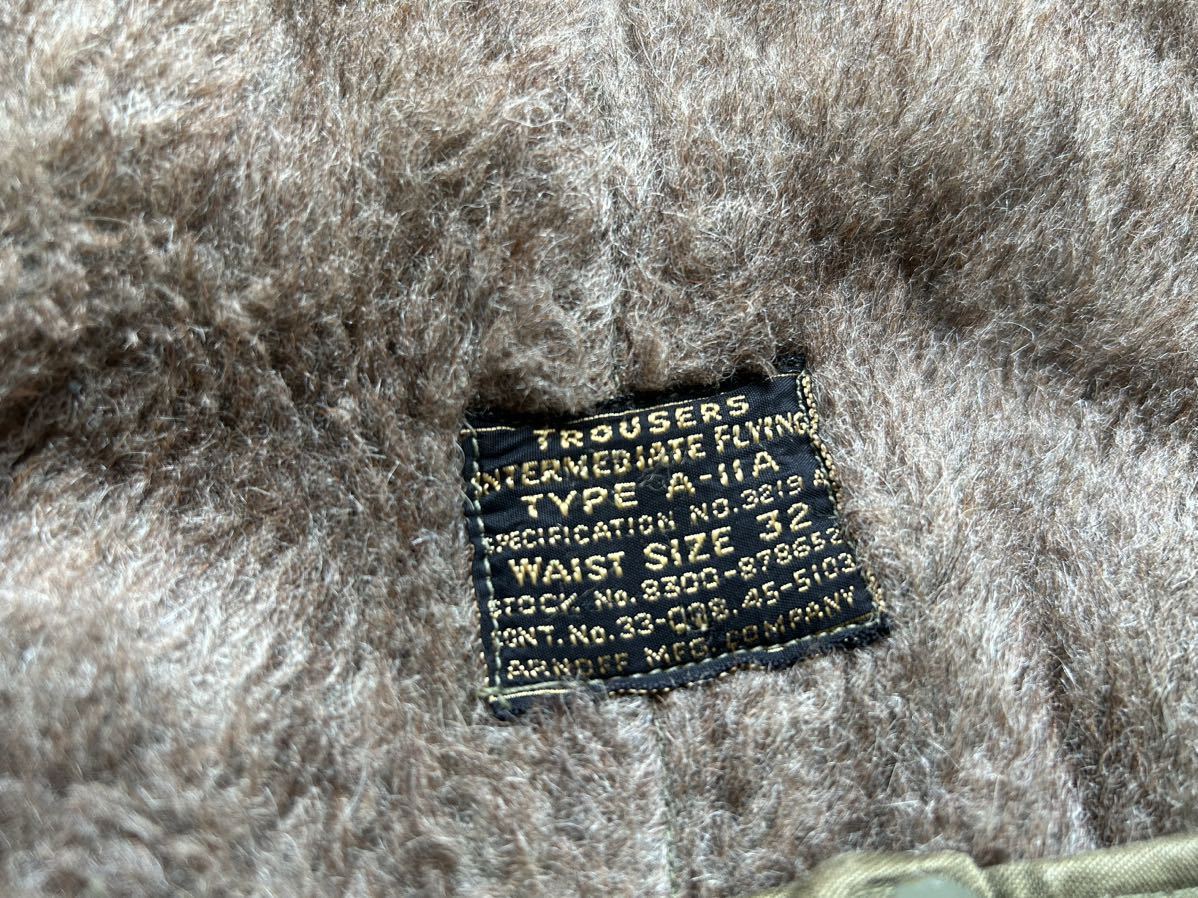 TROUSERS
INTERMEDIATE FLYING
TYPE A-11A
SPECIFICATION NO. 3219 A
WAIST SIZE 32
STOCK No. 8300-878652
CONT. No. 33-038.45-5103
ARNOFF MFG. COMPANY